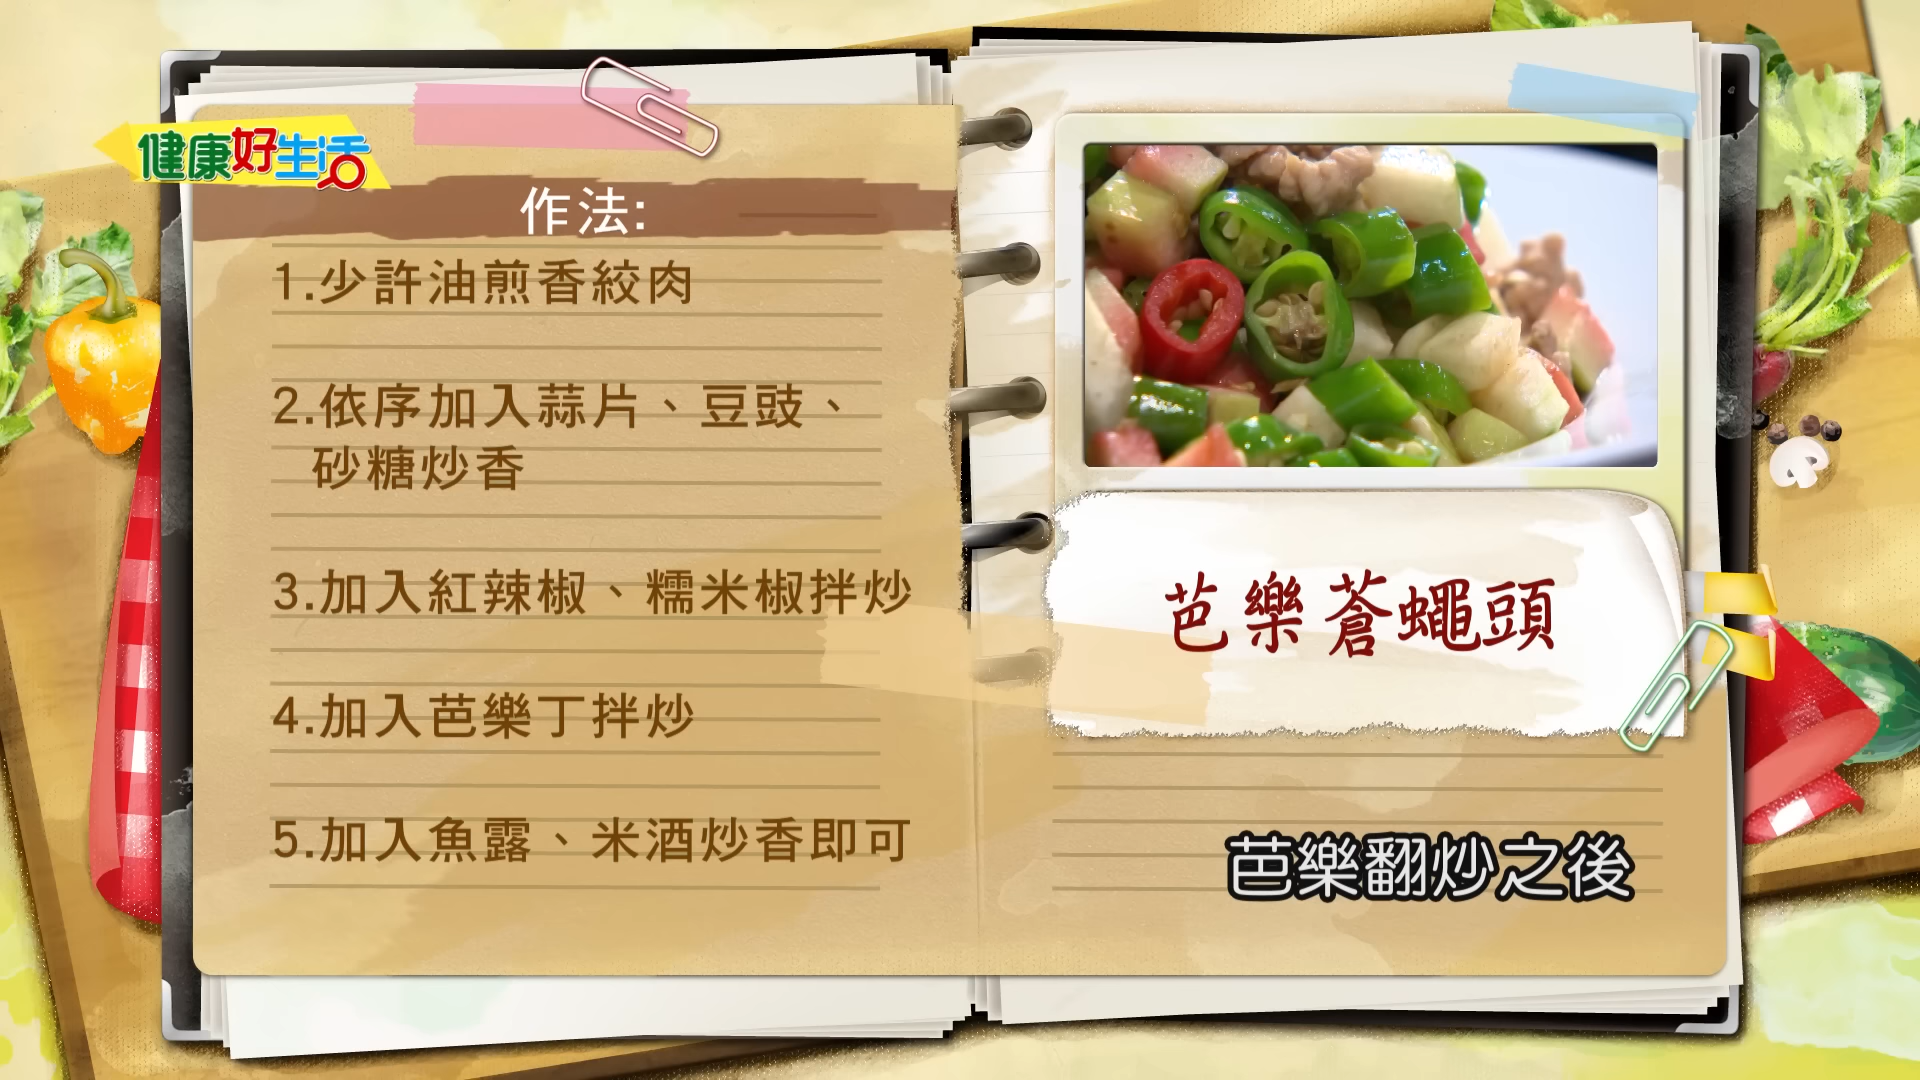 健康好生活
作法:
1.少許油煎香絞肉
2.依序加入蒜片、豆豉、
砂糖炒香
3.加入紅辣椒、糯米椒拌炒
4.加入芭樂丁拌炒
5.加入魚露、米酒炒香即可
芭樂蒼蠅頭
芭樂翻炒之後